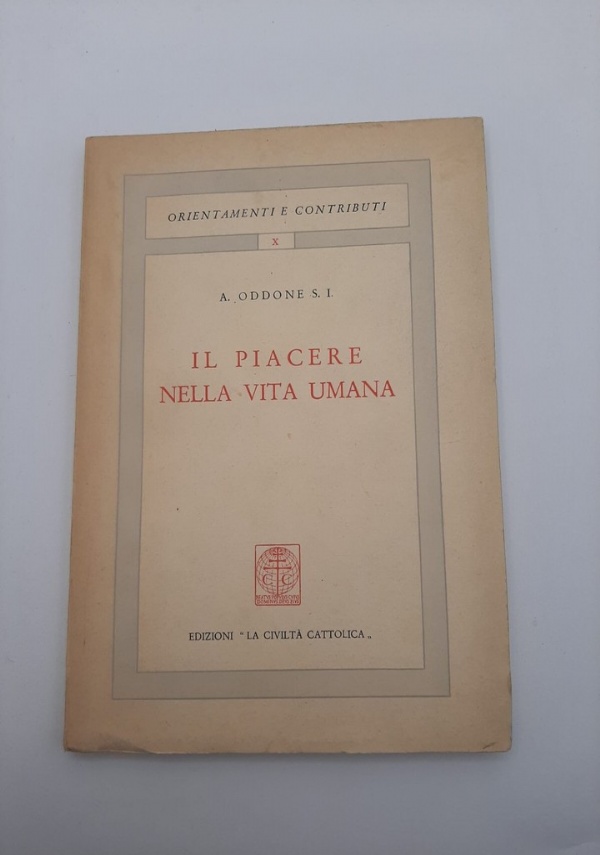 ORIENTAMENTI E CONTRIBUTI
X
A. ODDONE S. I.
IL PIACERE
NELLA VITA UMANA
C C
EDIZIONI " LA CIVILTÀ CATTOLICA „